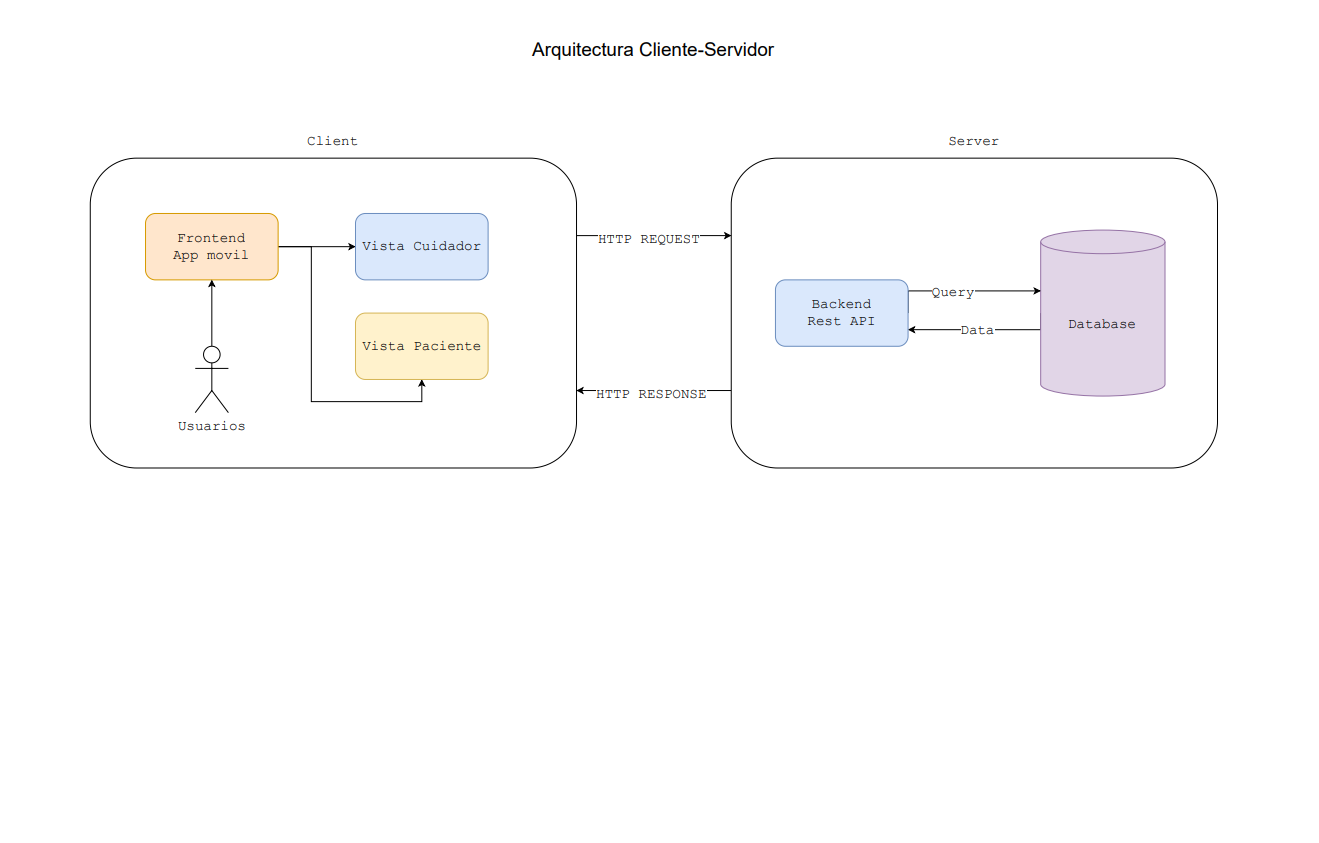 Arquitectura Cliente-Servidor
Client
Server
Frontend
App movil
Vista Cuidador
Vista Paciente
Usuarios
HTTP REQUEST
HTTP RESPONSE
Backend
Rest API
Query
Data
Database